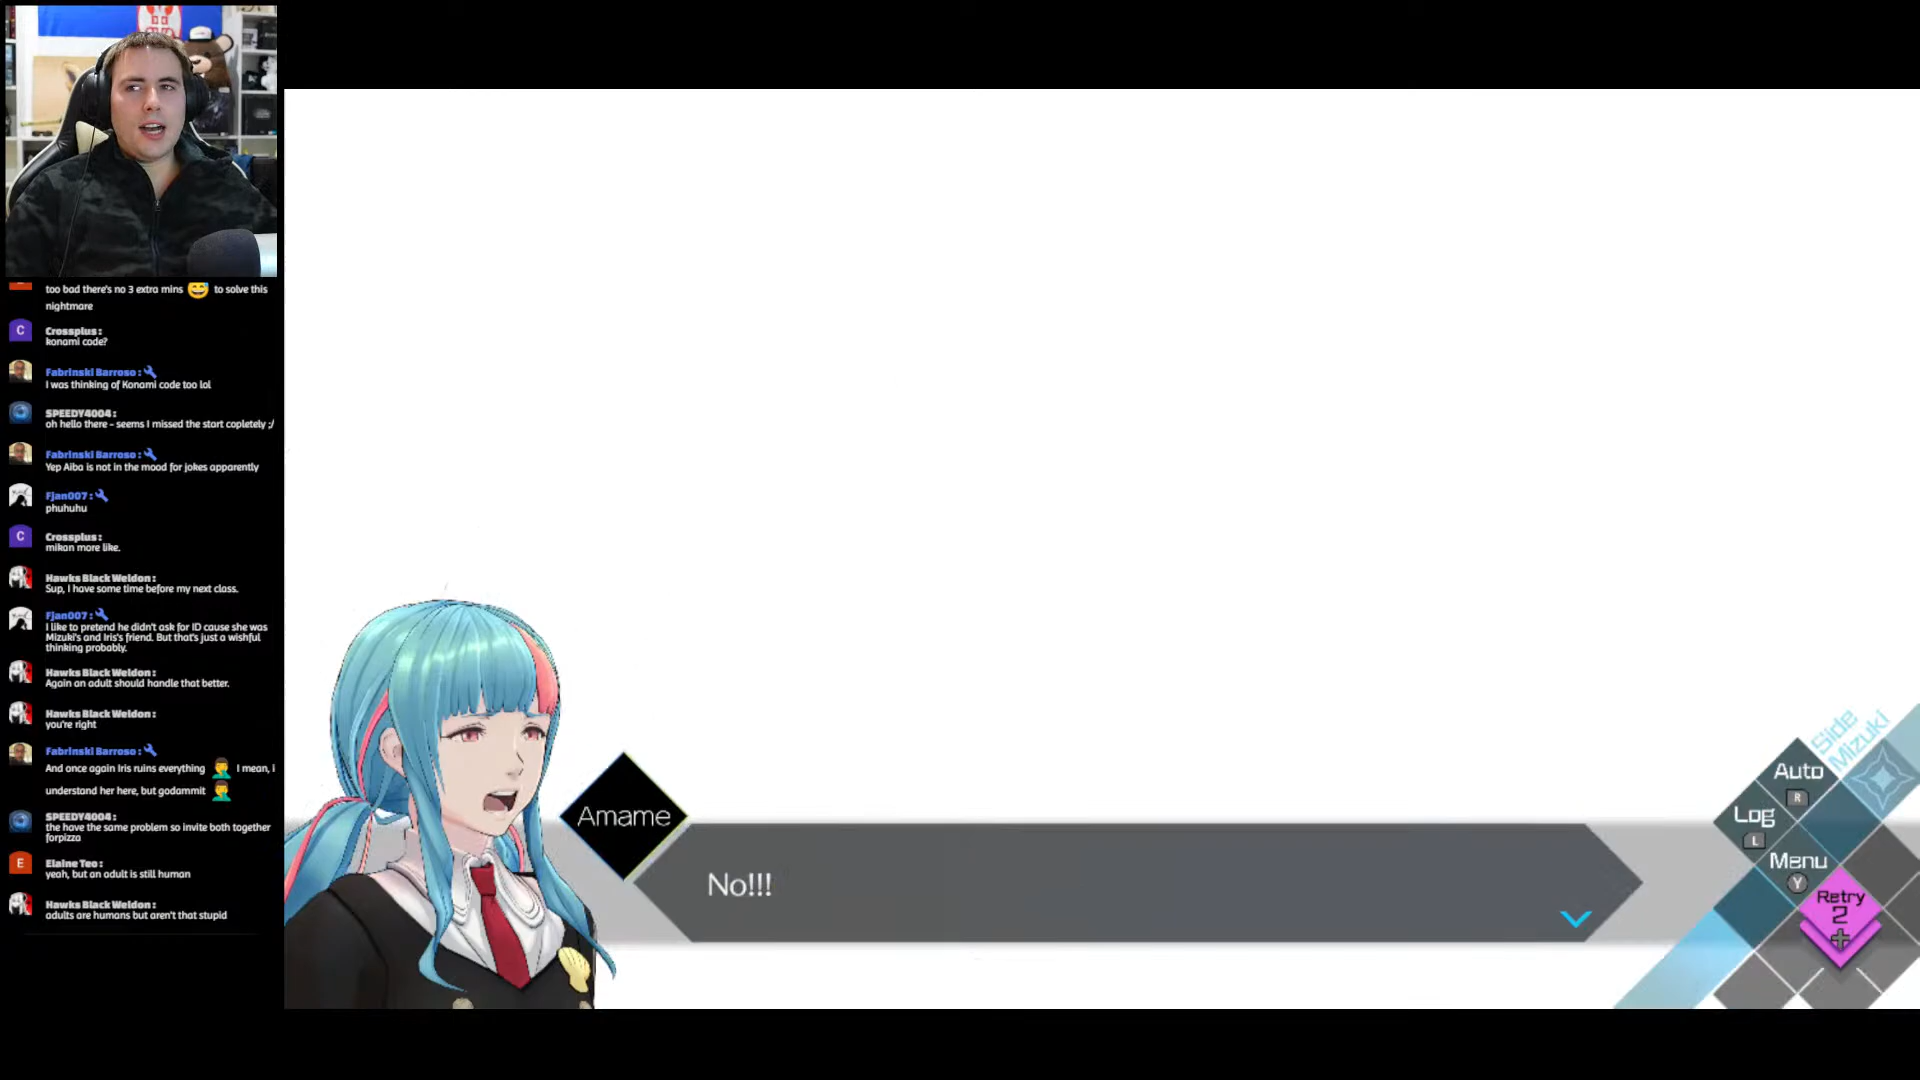 too bad there's no 3 extra mins 😅 to solve this
nightmare
C
Crossplus :
konami code?
Fabrinski Barroso :
I was thinking of Konami code too lol
SPEEDY4004 :
oh hello there - seems I missed the start copletely ;/
Fabrinski Barroso :
Yep Aiba is not in the mood for jokes apparently
Fjan007 :
phuhuhu
C
Crossplus :
mikan more like.
Hawks Black Weldon :
Sup, I have some time before my next class.
Fjan007 :
I like to pretend he didn't ask for ID cause she was
Mizuki's and Iris's friend. But that's just a wishful
thinking probably.
Hawks Black Weldon :
Again an adult should handle that better.
Hawks Black Weldon :
you're right
Fabrinski Barroso :
And once again Iris ruins everything 🤦‍♂️ I mean, i
understand her here, but godammit 🤦‍♂️
SPEEDY4004 :
the have the same problem so invite both together
forpizza
E
Elaine Teo :
yeah, but an adult is still human
Hawks Black Weldon :
adults are humans but aren't that stupid
Amame
No!!!
Side
Mizuki
Auto
R
Log
L
Menu
Y
Retry
2
+